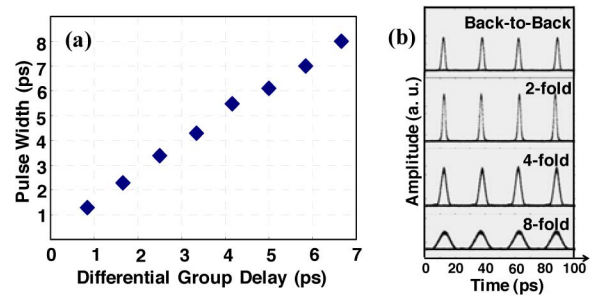 (a)
Pulse Width (ps)
8
7
6
5
4
3
2
1
0 1 2 3 4 5 6 7
Differential Group Delay (ps)
(b)
Amplitude (a. u.)
Back-to-Back
2-fold
4-fold
8-fold
0 20 40 60 80 100
Time (ps)